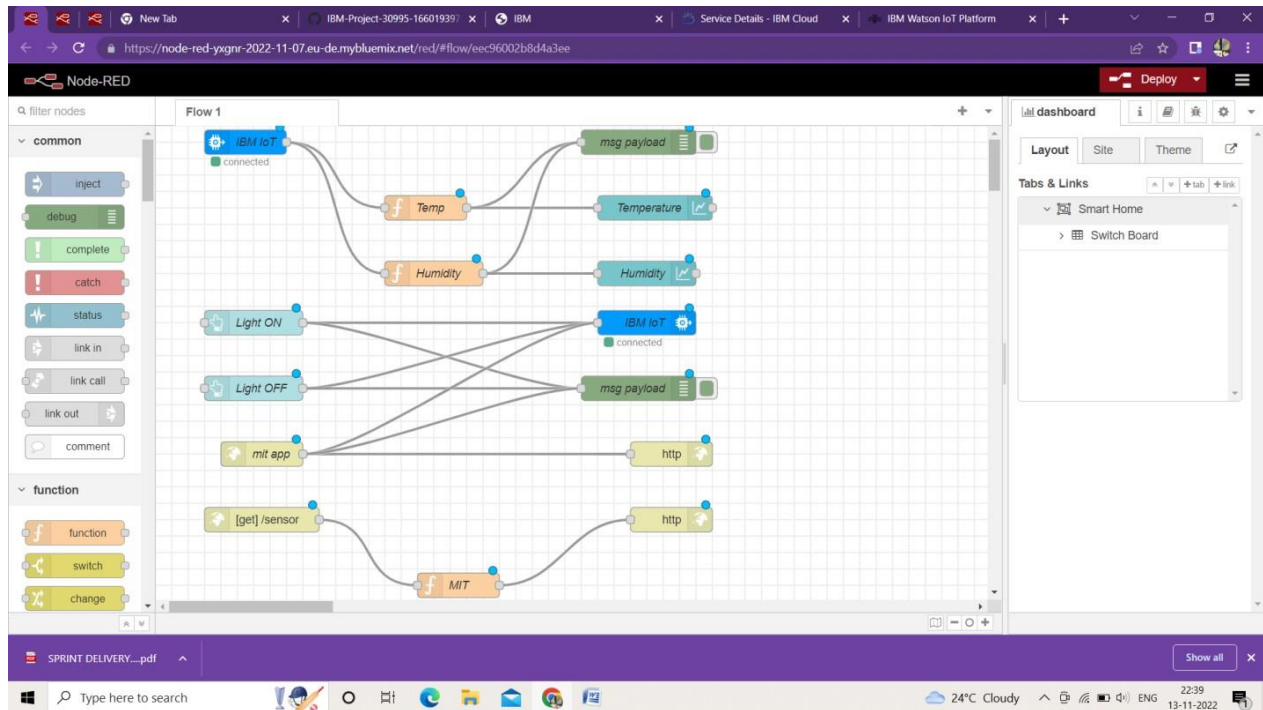 New Tab
IBM-Project-30995-166019397
IBM
Service Details - IBM Cloud
IBM Watson IoT Platform
https://node-red-yxgnr-2022-11-07.eu-de.mybluemix.net/red/#flow/eec96002b8d4a3ee
Node-RED
Deploy
filter nodes
common
inject
debug
complete
catch
status
link in
link call
link out
comment
function
function
switch
change
Flow 1
IBM IoT
connected
msg payload
Temp
Temperature
Humidity
Humidity
Light ON
IBM IoT
connected
Light OFF
msg payload
mit app
http
[get] /sensor
http
MIT
dashboard
i
Layout
Site
Theme
Tabs & Links
+tab
+link
Smart Home
Switch Board
SPRINT DELIVERY....pdf
Show all
Type here to search
24°C Cloudy
ENG
22:39
13-11-2022